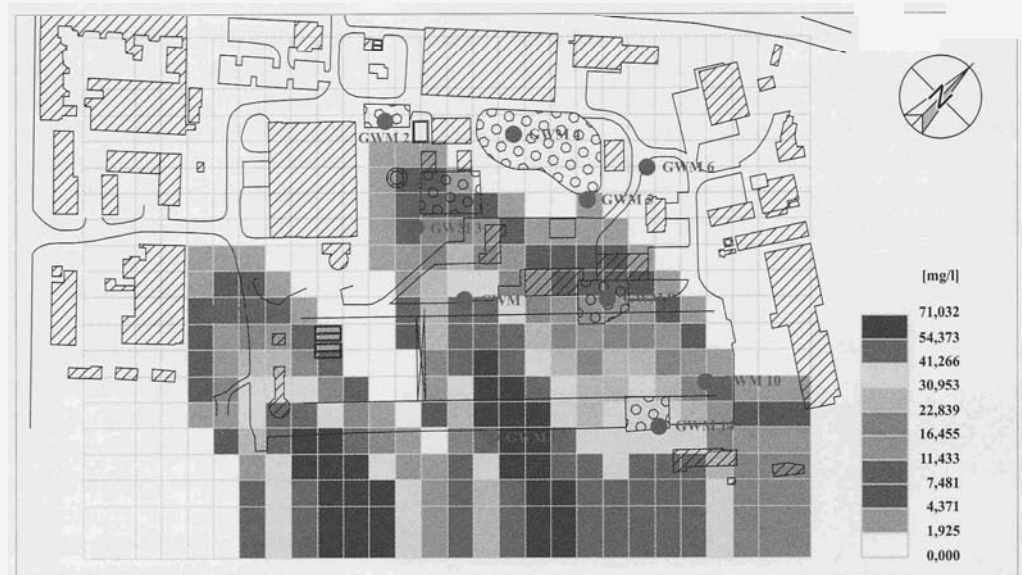 GWM 2
GWM 4
GWM 6
GWM 5
GWM 3
GWM
GWM 10
GWM 1
GWM
[mg/l]
71,032
54,373
41,266
30,953
22,839
16,455
11,433
7,481
4,371
1,925
0,000